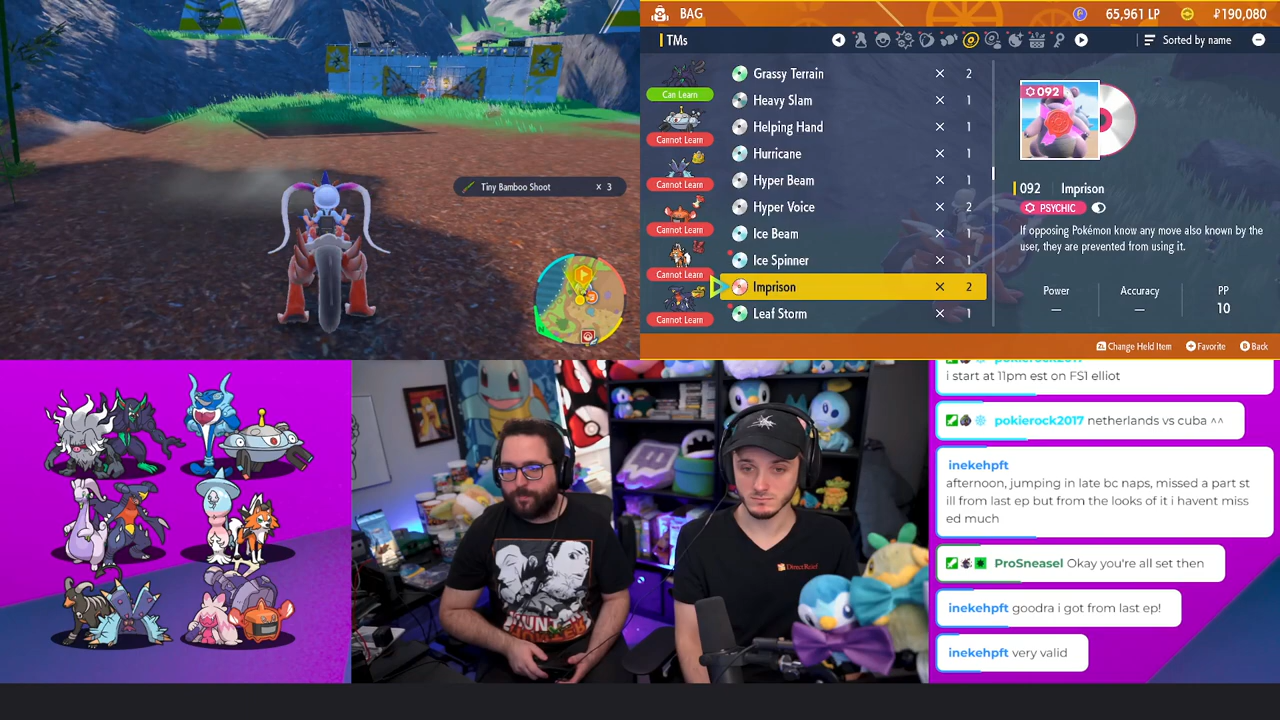 Tiny Bamboo Shoot × 3
BAG
65,961 LP
190,080
TMs
Sorted by name
Can Learn
Cannot Learn
Cannot Learn
Cannot Learn
Cannot Learn
Cannot Learn
Grassy Terrain × 2
Heavy Slam × 1
Helping Hand × 1
Hurricane × 1
Hyper Beam × 1
Hyper Voice × 2
Ice Beam × 1
Ice Spinner × 1
Imprison × 2
Leaf Storm × 1
092
092 Imprison
PSYCHIC
If opposing Pokémon know any move also known by the
user, they are prevented from using it.
Power Accuracy PP
— — 10
Change Held Item Favorite Back
i start at 11pm est on FS1 elliot
pokierock2017 netherlands vs cuba ^^
inekehpft
afternoon, jumping in late bc naps, missed a part st
ill from last ep but from the looks of it i havent miss
ed much
ProSneasel Okay you're all set then
inekehpft goodra i got from last ep!
inekehpft very valid